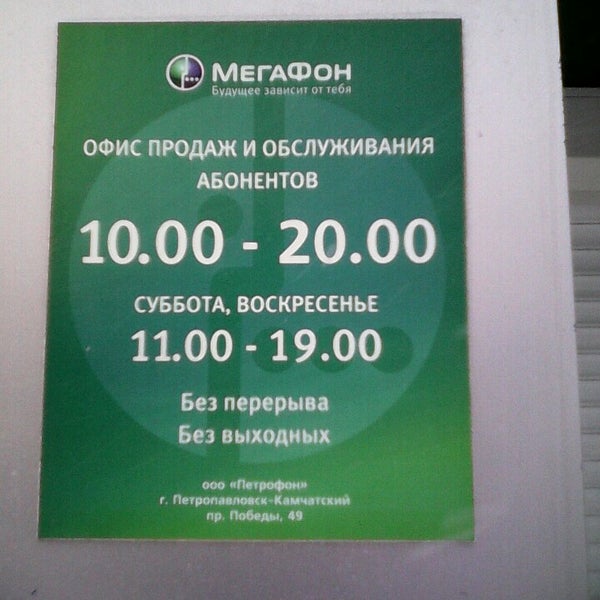 МЕГАФОН
Будущее зависит от тебя
ОФИС ПРОДАЖ И ОБСЛУЖИВАНИЯ
АБОНЕНТОВ
10.00 - 20.00
СУББОТА, ВОСКРЕСЕНЬЕ
11.00 - 19.00
Без перерыва
Без выходных
ооо «Петрофон»
г. Петропавловск-Камчатский
пр. Победы, 49